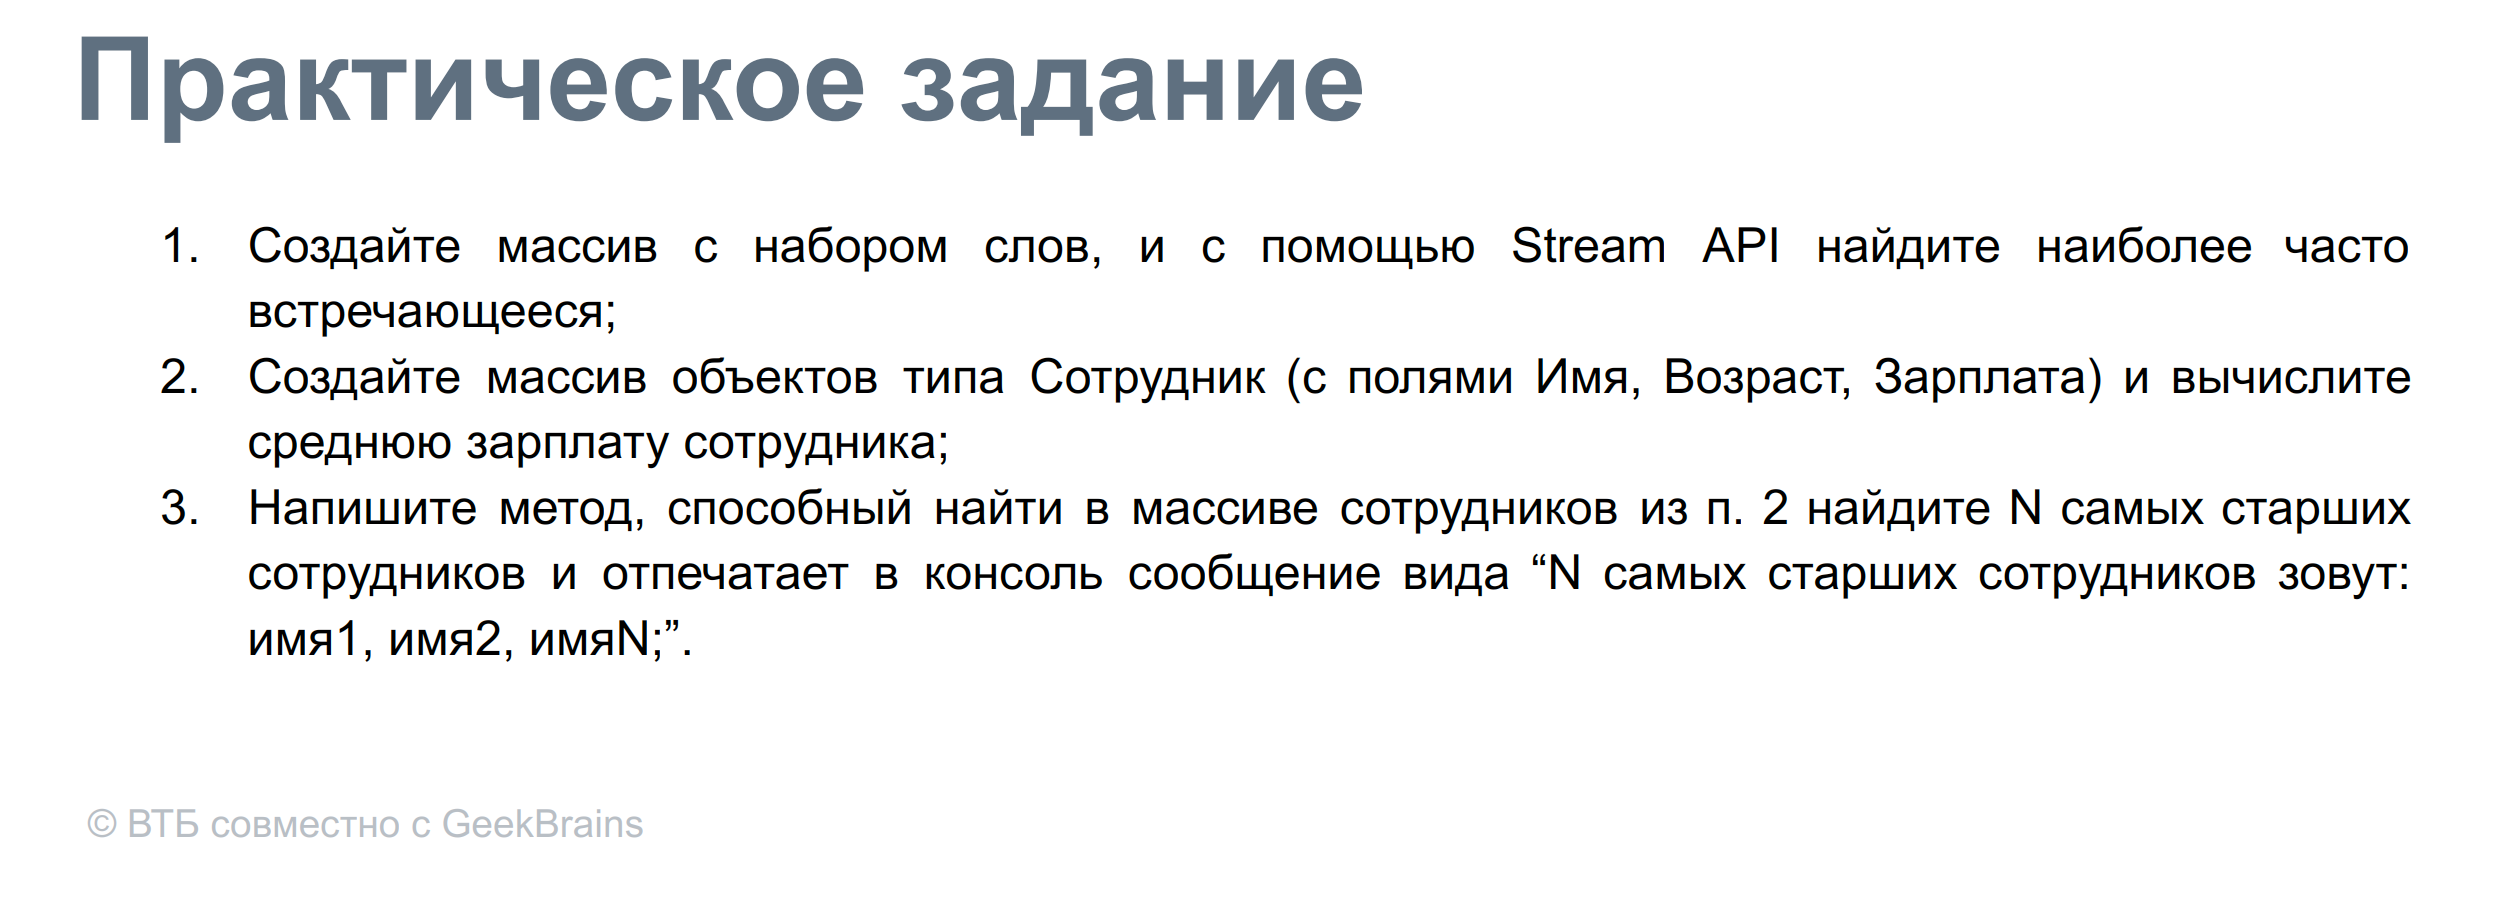 Практическое задание
1. Создайте массив с набором слов, и с помощью Stream API найдите наиболее часто
встречающееся;
2. Создайте массив объектов типа Сотрудник (с полями Имя, Возраст, Зарплата) и вычислите
среднюю зарплату сотрудника;
3. Напишите метод, способный найти в массиве сотрудников из п. 2 найдите N самых старших
сотрудников и отпечатает в консоль сообщение вида “N самых старших сотрудников зовут:
имя1, имя2, имяN;”.
© ВТБ совместно с GeekBrains